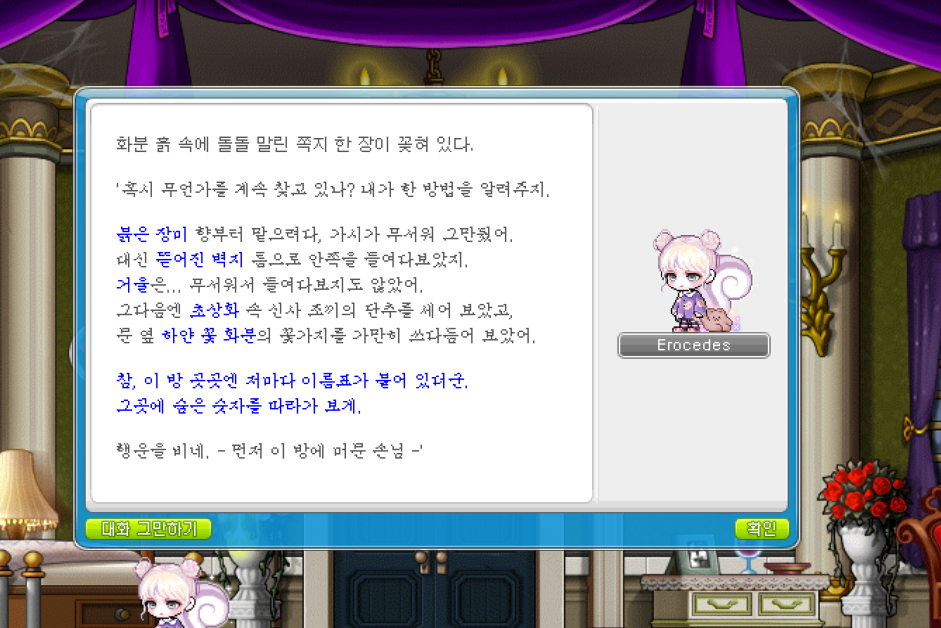 화분 흙 속에 돌돌 말린 쪽지 한 장이 꽂혀 있다.
'혹시 무언가를 계속 찾고 있나? 내가 한 방법을 알려주지.
붉은 장미 향부터 맡으려다, 가시가 무서워 그만뒀어.
대신 뜯어진 벽지 틈으로 안쪽을 들여다보았지.
거울은... 무서워서 들여다보지도 않았어.
그다음엔 초상화 속 신사 조끼의 단추를 세어 보았고,
문 옆 하얀 꽃 화분의 꽃가지를 가만히 쓰다듬어 보았어.
참, 이 방 곳곳엔 저마다 이름표가 붙어 있더군.
그곳에 숨은 숫자를 따라가 보게.
행운을 비네. - 먼저 이 방에 머문 손님 -'
Erocedes
대화 그만하기
확인